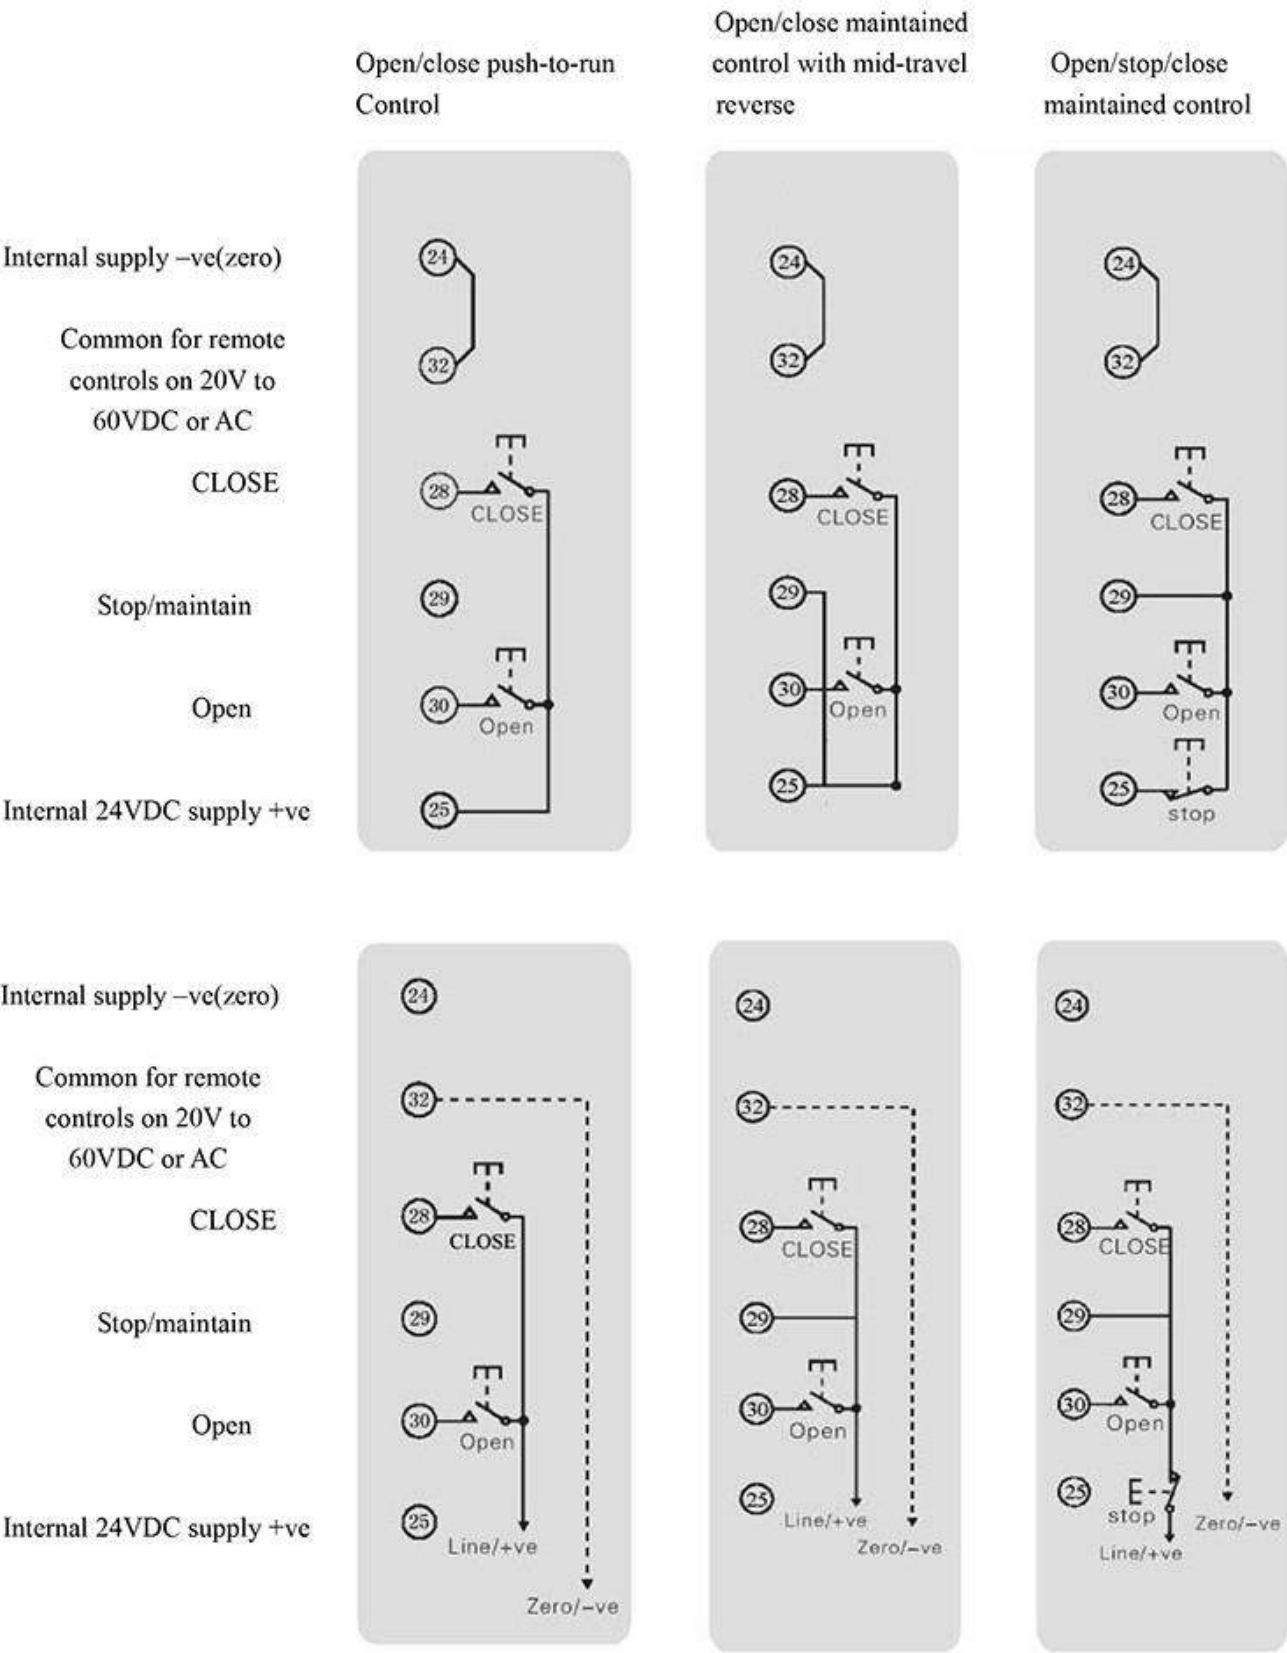 Open/close push-to-run
Control
Open/close maintained
control with mid-travel
reverse
Open/stop/close
maintained control
Internal supply –ve(zero)
Common for remote
controls on 20V to
60VDC or AC
CLOSE
Stop/maintain
Open
Internal 24VDC supply +ve
24
32
28
CLOSE
29
30
Open
25
24
32
28
CLOSE
29
30
Open
25
24
32
28
CLOSE
29
30
Open
25
stop
Internal supply –ve(zero)
Common for remote
controls on 20V to
60VDC or AC
CLOSE
Stop/maintain
Open
Internal 24VDC supply +ve
24
32
28
CLOSE
29
30
Open
25
Line/+ve
Zero/–ve
24
32
28
CLOSE
29
30
Open
25
Line/+ve
Zero/–ve
24
32
28
CLOSE
29
30
Open
25
stop
Zero/–ve
Line/+ve